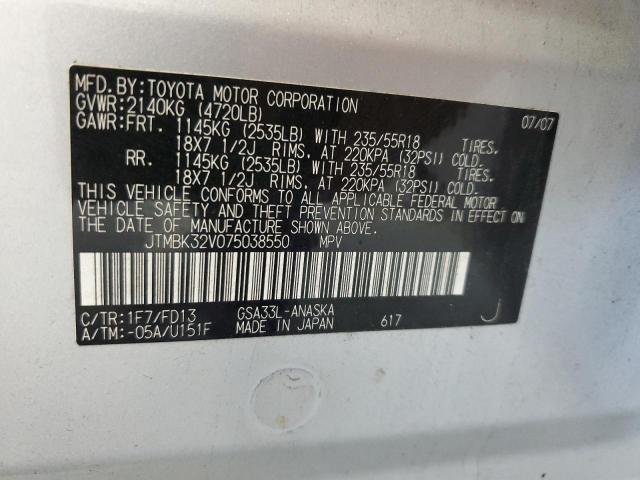 MFD.BY:TOYOTA MOTOR CORPORATION 07/07
GVWR:2140KG (4720LB)
GAWR:FRT. 1145KG (2535LB) WITH 235/55R18 TIRES.
18X7 1/2J RIMS. AT 220KPA (32PSI) COLD.
RR. 1145KG (2535LB) WITH 235/55R18 TIRES.
18X7 1/2J RIMS. AT 220KPA (32PSI) COLD.
THIS VEHICLE CONFORMS TO ALL APPLICABLE FEDERAL MOTOR
VEHICLE SAFETY AND THEFT PREVENTION STANDARDS IN EFFECT ON
THE DATE OF MANUFACTURE SHOWN ABOVE.
JTMBK32V075038550 MPV
C/TR:1F7/FD13 GSA33L-ANASKA
A/TM:-05A/U151F MADE IN JAPAN 617 J